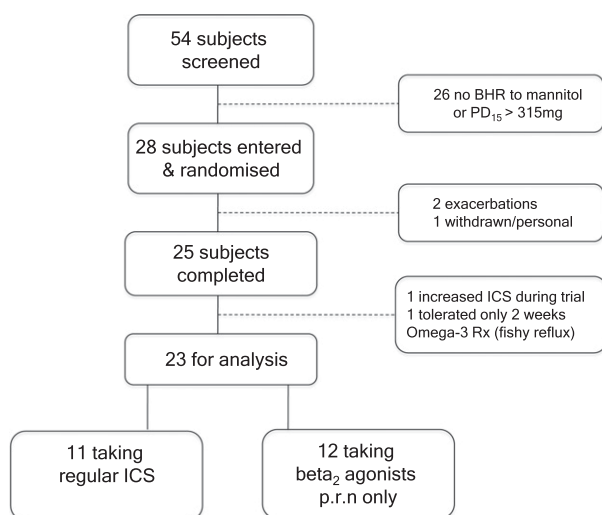 54 subjects
screened
26 no BHR to mannitol
or PD₁₅ > 315mg
28 subjects entered
& randomised
2 exacerbations
1 withdrawn/personal
25 subjects
completed
1 increased ICS during trial
1 tolerated only 2 weeks
Omega-3 Rx (fishy reflux)
23 for analysis
11 taking
regular ICS
12 taking
beta₂ agonists
p.r.n only